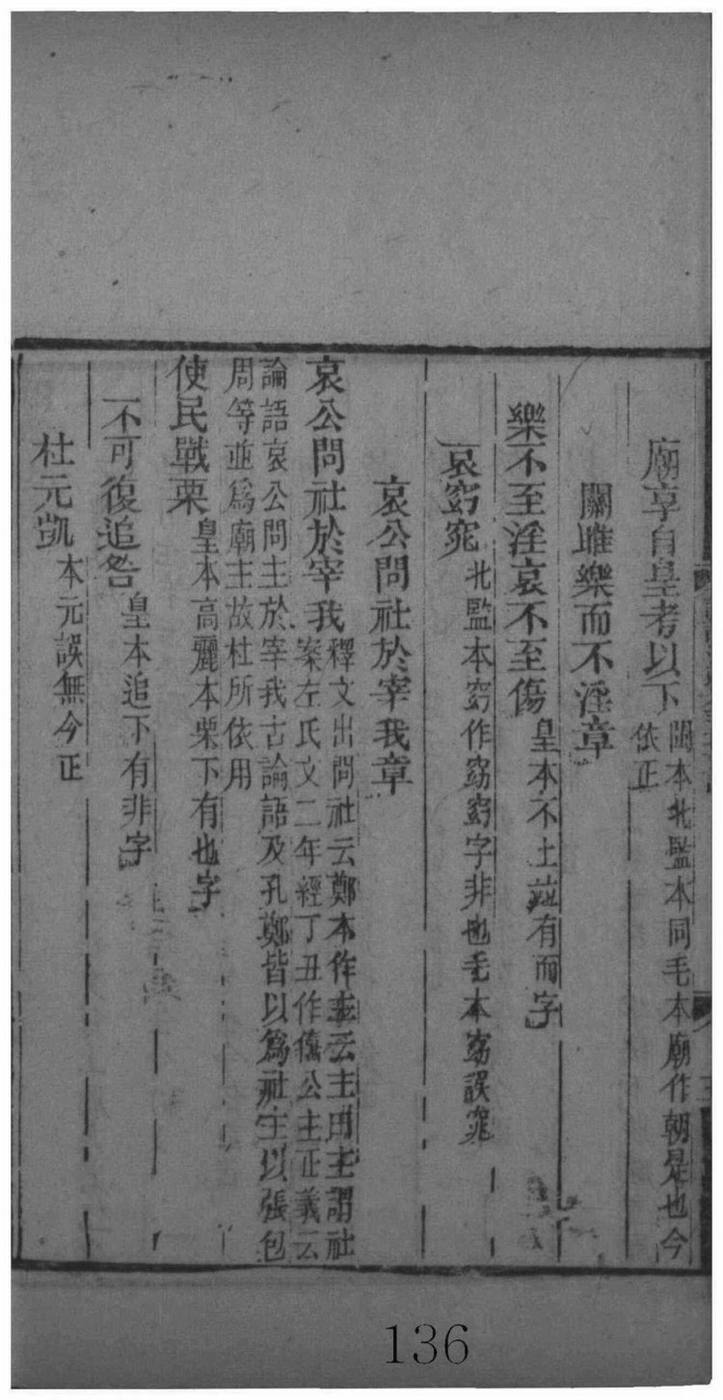 廟享自皇考以下閩本北監本同毛本廟作朝是也今
依正
關雎樂而不淫章
樂不至淫哀不至傷皇本不上並有而字
哀窈窕北監本窈作窃窈字非也毛本窈誤窕
哀公問社於宰我章
哀公問社於宰我釋文出問社云鄭本作主云主田主謂社
案左氏文二年經丁丑作僖公主正義云
論語哀公問主於宰我古論語及孔鄭皆以爲社主以張包
周等並爲廟主故杜所依用
使民戰栗皇本高麗本栗下有也字
不可復追咎皇本追下有非字
杜元凱本元誤無今正
136